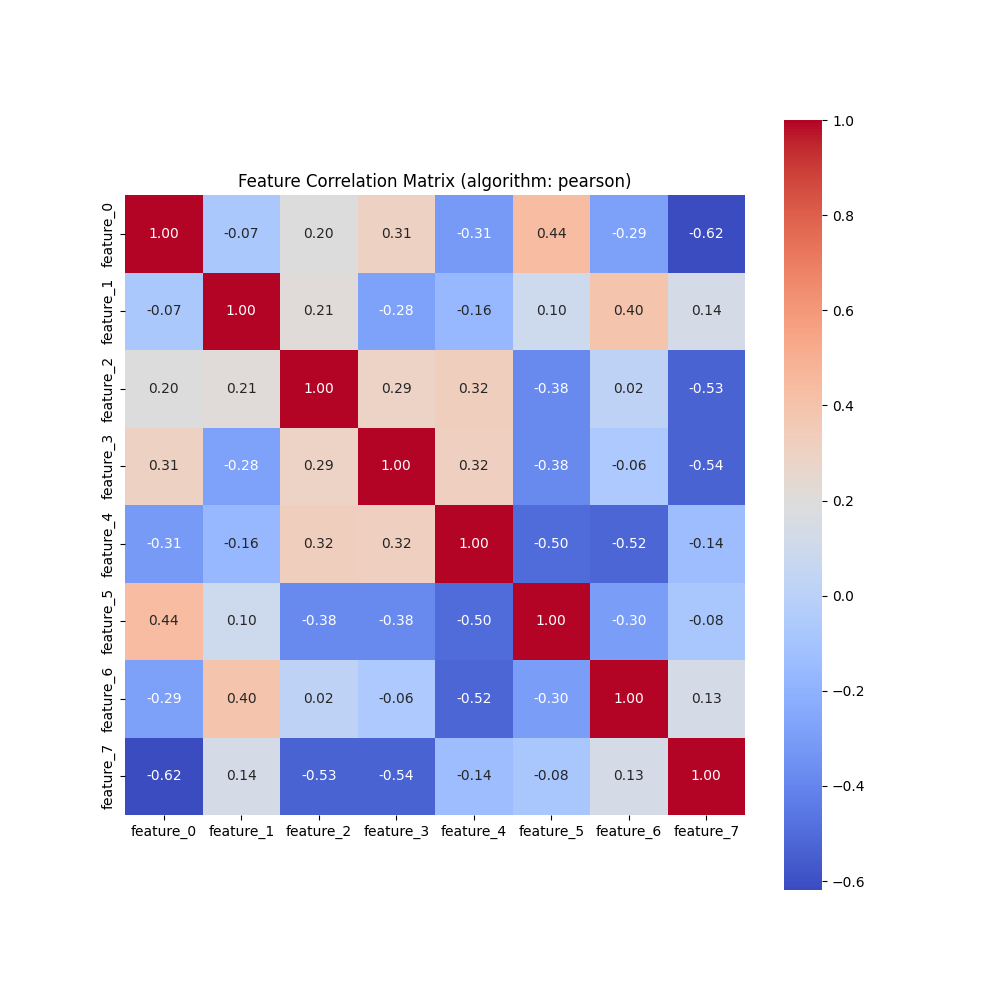 Feature Correlation Matrix (algorithm: pearson)
feature_0 1.00 -0.07 0.20 0.31 -0.31 0.44 -0.29 -0.62
feature_1 -0.07 1.00 0.21 -0.28 -0.16 0.10 0.40 0.14
feature_2 0.20 0.21 1.00 0.29 0.32 -0.38 0.02 -0.53
feature_3 0.31 -0.28 0.29 1.00 0.32 -0.38 -0.06 -0.54
feature_4 -0.31 -0.16 0.32 0.32 1.00 -0.50 -0.52 -0.14
feature_5 0.44 0.10 -0.38 -0.38 -0.50 1.00 -0.30 -0.08
feature_6 -0.29 0.40 0.02 -0.06 -0.52 -0.30 1.00 0.13
feature_7 -0.62 0.14 -0.53 -0.54 -0.14 -0.08 0.13 1.00
feature_0 feature_1 feature_2 feature_3 feature_4 feature_5 feature_6 feature_7
1.0
0.8
0.6
0.4
0.2
0.0
−0.2
−0.4
−0.6